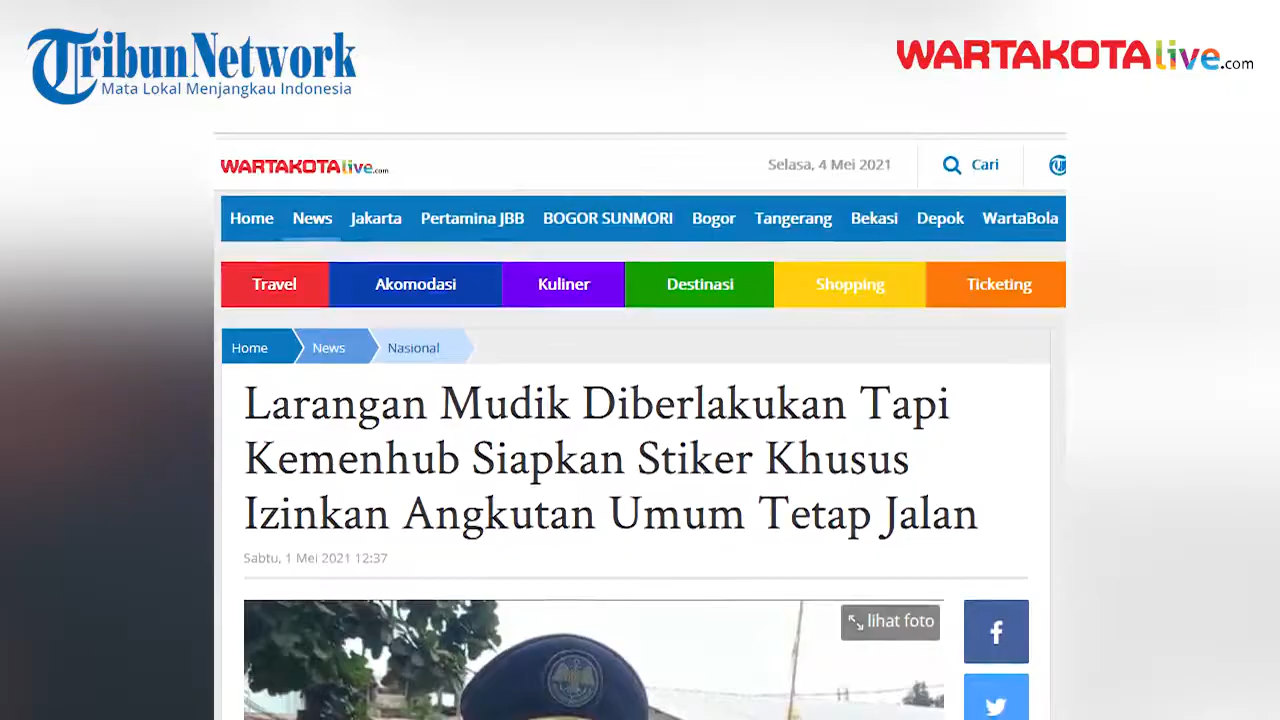 TribunNetwork
Mata Lokal Menjangkau Indonesia
WARTAKOTAlive.com
WARTAKOTAlive.com
Selasa, 4 Mei 2021
Cari
Home News Jakarta Pertamina JBB BOGOR SUNMORI Bogor Tangerang Bekasi Depok WartaBola
Travel Akomodasi Kuliner Destinasi Shopping Ticketing
Home News Nasional
Larangan Mudik Diberlakukan Tapi
Kemenhub Siapkan Stiker Khusus
Izinkan Angkutan Umum Tetap Jalan
Sabtu, 1 Mei 2021 12:37
lihat foto